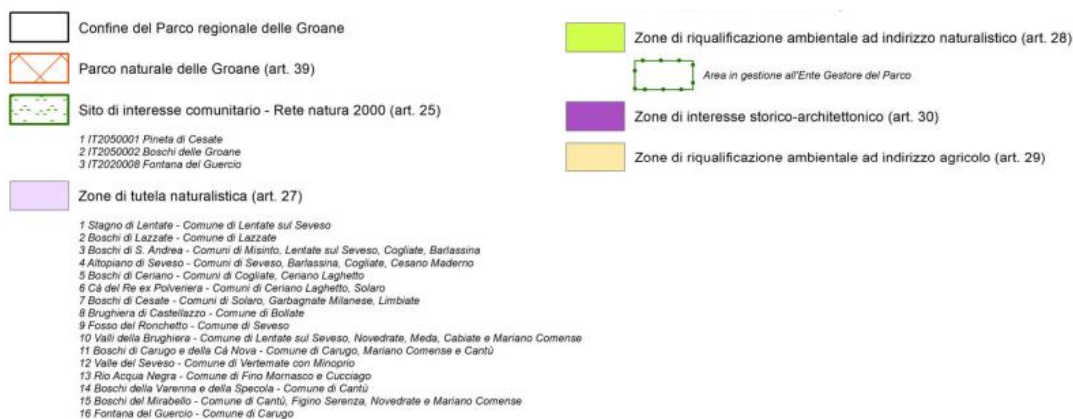 Confine del Parco regionale delle Groane
Parco naturale delle Groane (art. 39)
Sito di interesse comunitario - Rete natura 2000 (art. 25)
1 IT2050001 Pineta di Cesate
2 IT2050002 Boschi delle Groane
3 IT2020008 Fontana del Guercio
Zone di tutela naturalistica (art. 27)
1 Stagno di Lentate - Comune di Lentate sul Seveso
2 Boschi di Lazzate - Comune di Lazzate
3 Boschi di S. Andrea - Comuni di Misinto, Lentate sul Seveso, Cogliate, Barlassina
4 Altopiano di Seveso - Comuni di Seveso, Barlassina, Cogliate, Cesano Maderno
5 Boschi di Ceriano - Comuni di Cogliate, Ceriano Laghetto
6 Cà del Re ex Polveriera - Comuni di Ceriano Laghetto, Solaro
7 Boschi di Cesate - Comuni di Solaro, Garbagnate Milanese, Limbiate
8 Brughiera di Castellazzo - Comune di Bollate
9 Fosso del Ronchetto - Comune di Seveso
10 Valli della Brughiera - Comune di Lentate sul Seveso, Novedrate, Meda, Cabiate e Mariano Comense
11 Boschi di Carugo e della Cà Nova - Comune di Carugo, Mariano Comense e Cantù
12 Valle del Seveso - Comune di Vertemate con Minoprio
13 Rio Acqua Negra - Comune di Fino Mornasco e Cucciago
14 Boschi della Varenna e della Specola - Comune di Cantù
15 Boschi del Mirabello - Comune di Cantù, Figino Serenza, Novedrate e Mariano Comense
16 Fontana del Guercio - Comune di Carugo
Zone di riqualificazione ambientale ad indirizzo naturalistico (art. 28)
Area in gestione all'Ente Gestore del Parco
Zone di interesse storico-architettonico (art. 30)
Zone di riqualificazione ambientale ad indirizzo agricolo (art. 29)